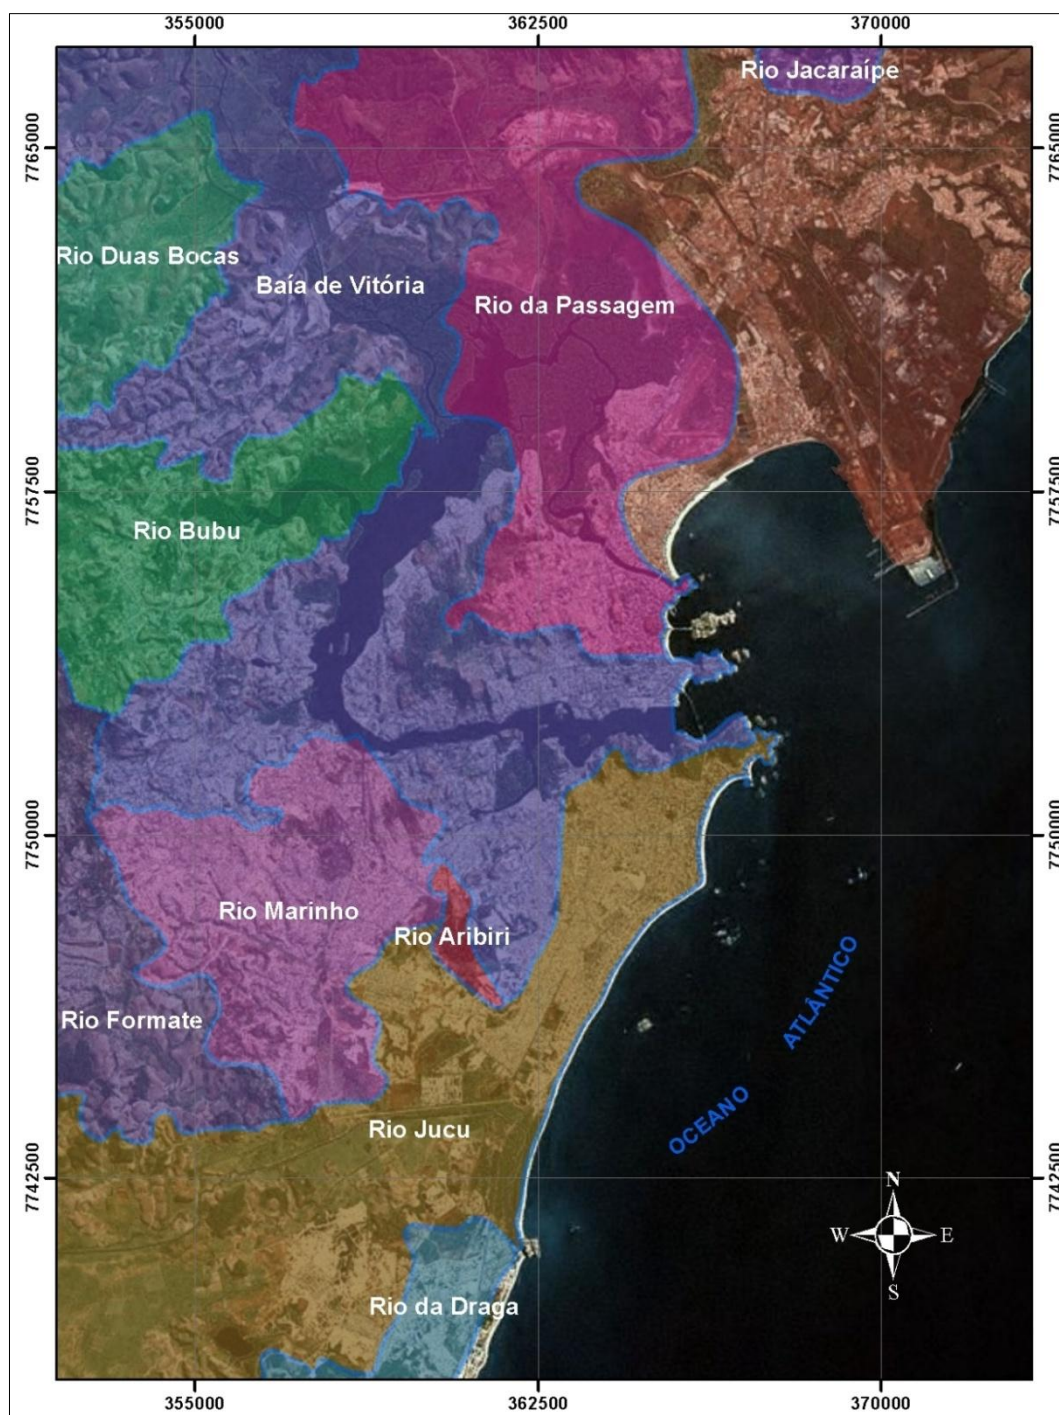 355000 362500 370000
Rio Jacaraípe
7765000 7765000
Rio Duas Bocas
Baía de Vitória
Rio da Passagem
7757500 7757500
Rio Bubu
7750000 7750000
Rio Marinho
Rio Aribiri
ATLÂNTICO
Rio Formate
OCEANO
Rio Jucu
7742500 7742500
N
W E
S
Rio da Draga
355000 362500 370000